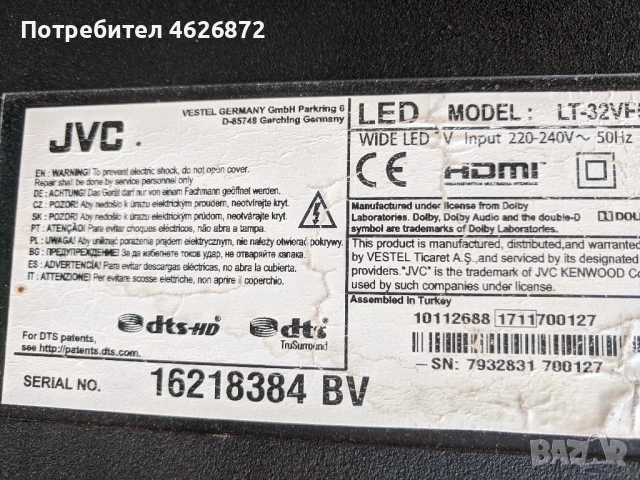 Потребител 4626872
VESTEL GERMANY GmbH Parkring 6
D-85748 Garching Germany
JVC
EN : WARNING! To prevent electric shock, do not open cover.
Repair shall be done by service personnel only
DE : ACHTUNG! Das Gerät darf nur von einem Fachmann geöffnet werden.
CZ : POZOR! Aby nedošlo k úrazu elektrickým proudem, neotvírejte kryt.
SK : POZOR! Aby nedošlo k úrazu elektrickým prúdom, neotvárajte kryt.
PT : ATENÇÃO! Para evitar choques eléctricos, não abra a tampa.
PL : UWAGA! Aby uniknąć porażenia prądem elektrycznym, nie należy otwierać pokrywy.
BG : ПРЕДУПРЕЖДЕНИЕ! За да избегнете токов удар, не отваряйте капака.
ES : ADVERTENCIA! Para evitar descargas eléctricas, no abra la cubierta.
IT : ATTENZIONE! Per evitare scosse elettriche, non aprire il coperchio.
For DTS patents,
see http://patents.dts.com.
dts-HD
dts
TruSurround
SERIAL NO. 16218384 BV
LED MODEL : LT-32VF
WIDE LED V Input 220-240V~ 50Hz
CE HDMI
HIGH-DEFINITION MULTIMEDIA INTERFACE
Manufactured under license from Dolby
Laboratories. Dolby, Dolby Audio and the double-D
symbol are trademarks of Dolby Laboratories.
This product is manufactured, distributed,and warranted
by VESTEL Ticaret A.Ş.,and serviced by its designated
providers."JVC" is the trademark of JVC KENWOOD Co
used by such companies under license.
Assembled In Turkey
10112688 1711 700127
SN: 7932831 700127
BAZAR